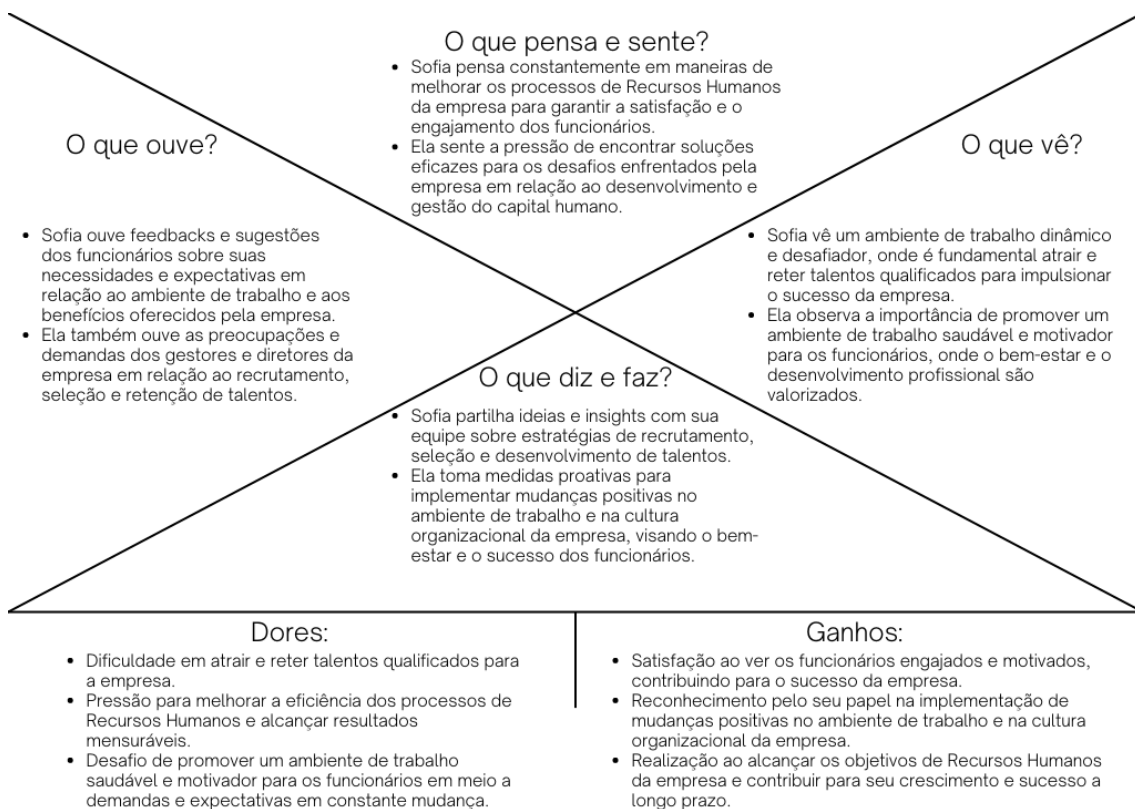 O que pensa e sente?
• Sofia pensa constantemente em maneiras de
melhorar os processos de Recursos Humanos
da empresa para garantir a satisfação e o
engajamento dos funcionários.
• Ela sente a pressão de encontrar soluções
eficazes para os desafios enfrentados pela
empresa em relação ao desenvolvimento e
gestão do capital humano.
O que ouve?
• Sofia ouve feedbacks e sugestões
dos funcionários sobre suas
necessidades e expectativas em
relação ao ambiente de trabalho e aos
benefícios oferecidos pela empresa.
• Ela também ouve as preocupações e
demandas dos gestores e diretores da
empresa em relação ao recrutamento,
seleção e retenção de talentos.
O que vê?
• Sofia vê um ambiente de trabalho dinâmico
e desafiador, onde é fundamental atrair e
reter talentos qualificados para impulsionar
o sucesso da empresa.
• Ela observa a importância de promover um
ambiente de trabalho saudável e motivador
para os funcionários, onde o bem-estar e o
desenvolvimento profissional são
valorizados.
O que diz e faz?
• Sofia partilha ideias e insights com sua
equipe sobre estratégias de recrutamento,
seleção e desenvolvimento de talentos.
• Ela toma medidas proativas para
implementar mudanças positivas no
ambiente de trabalho e na cultura
organizacional da empresa, visando o bem-
estar e o sucesso dos funcionários.
Dores:
• Dificuldade em atrair e reter talentos qualificados para
a empresa.
• Pressão para melhorar a eficiência dos processos de
Recursos Humanos e alcançar resultados
mensuráveis.
• Desafio de promover um ambiente de trabalho
saudável e motivador para os funcionários em meio a
demandas e expectativas em constante mudança.
Ganhos:
• Satisfação ao ver os funcionários engajados e motivados,
contribuindo para o sucesso da empresa.
• Reconhecimento pelo seu papel na implementação de
mudanças positivas no ambiente de trabalho e na cultura
organizacional da empresa.
• Realização ao alcançar os objetivos de Recursos Humanos
da empresa e contribuir para seu crescimento e sucesso a
longo prazo.